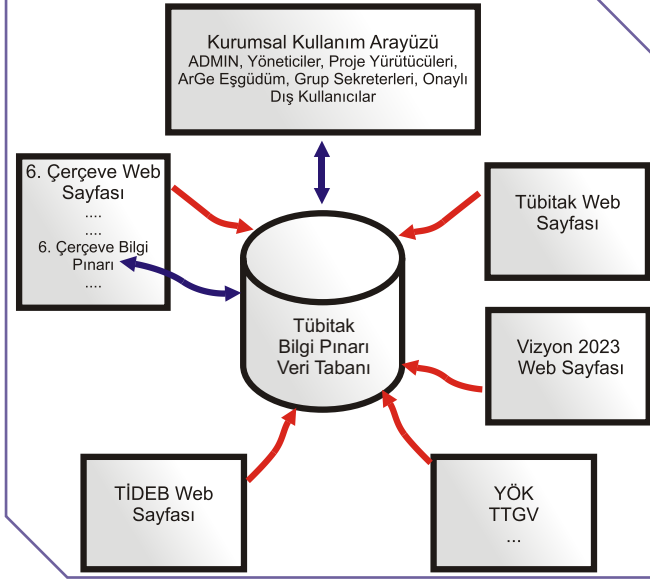 Kurumsal Kullanım Arayüzü
ADMIN, Yöneticiler, Proje Yürütücüleri,
ArGe Eşgüdüm, Grup Sekreterleri, Onaylı
Dış Kullanıcılar
6. Çerçeve Web
Sayfası
....
....
6. Çerçeve Bilgi
Pınarı
....
Tübitak Web
Sayfası
Tübitak
Bilgi Pınarı
Veri Tabanı
Vizyon 2023
Web Sayfası
TİDEB Web
Sayfası
YÖK
TTGV
...